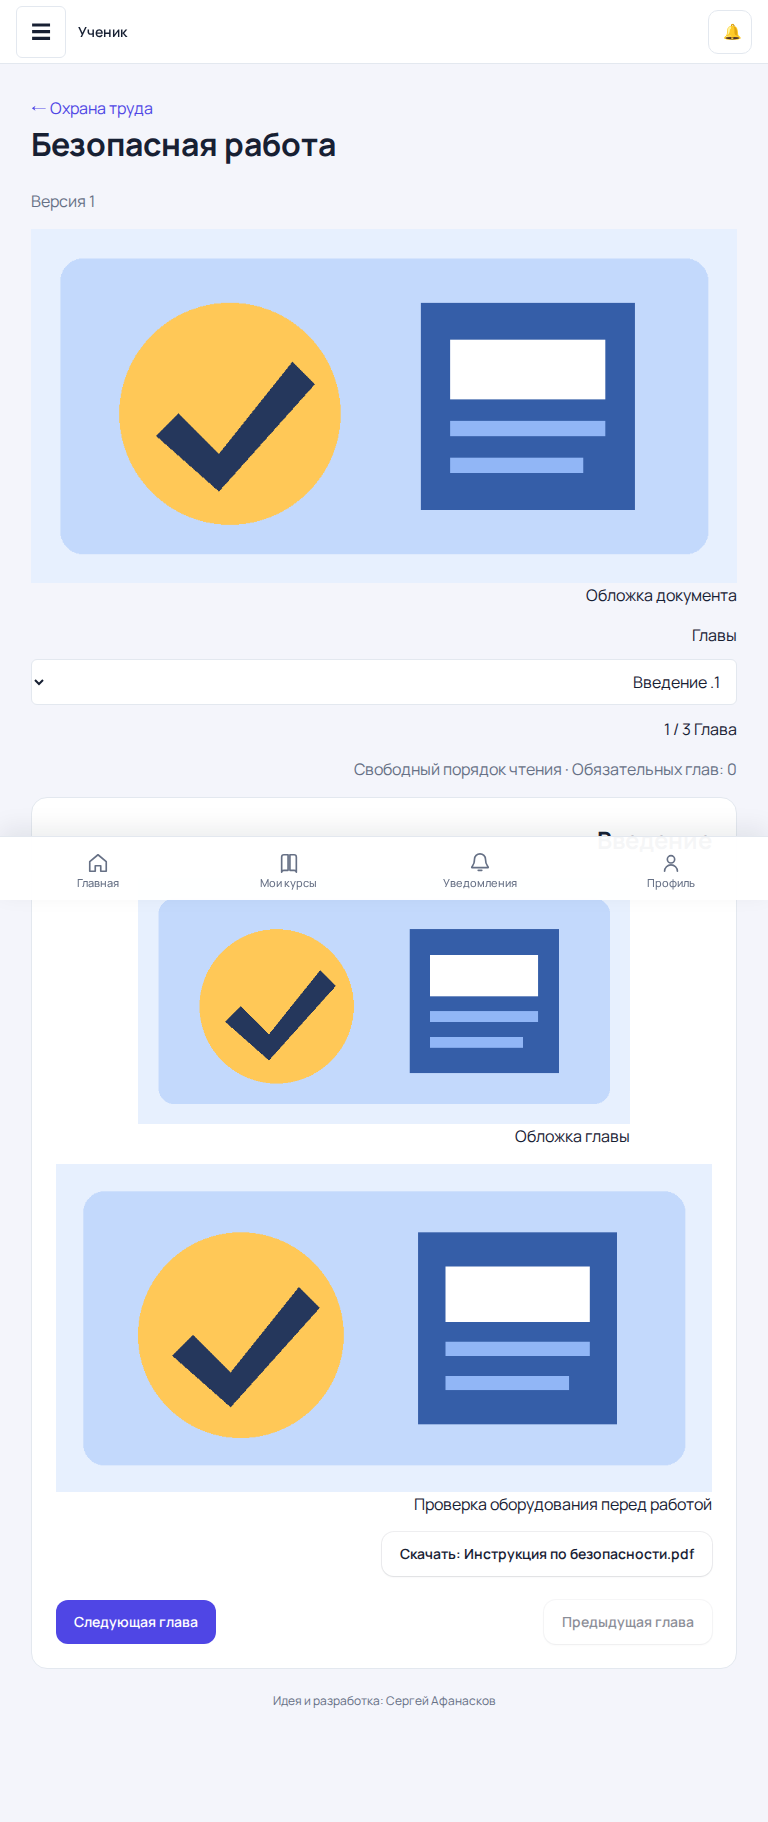 Ученик
← Охрана труда
Безопасная работа
Версия 1
Обложка документа
Главы
Введение .1
1 / 3 Глава
Свободный порядок чтения · Обязательных глав: 0
Введение
Главная
Мои курсы
Уведомления
Профиль
Обложка главы
Проверка оборудования перед работой
Скачать: Инструкция по безопасности.pdf
Следующая глава
Предыдущая глава
Идея и разработка: Сергей Афанасков